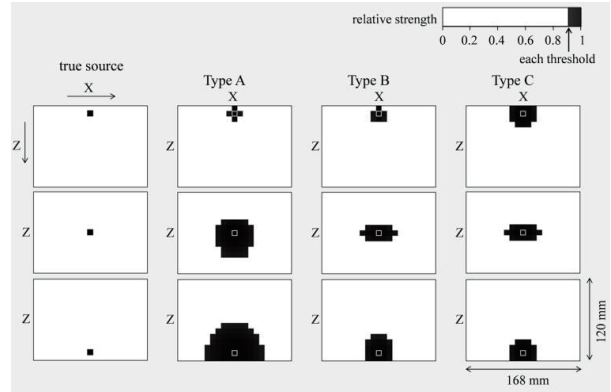 relative strength
0 0.2 0.4 0.6 0.8 1
each threshold
true source
X
Type A
X
Type B
X
Type C
X
Z
Z
Z
Z
Z
Z
Z
Z
Z
Z
120 mm
168 mm